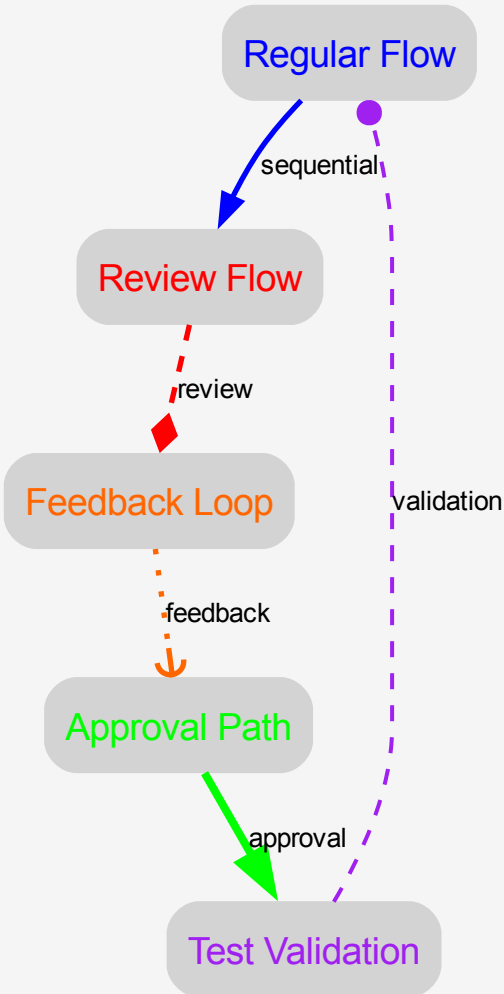 Regular Flow
sequential
Review Flow
review
Feedback Loop
validation
feedback
Approval Path
approval
Test Validation